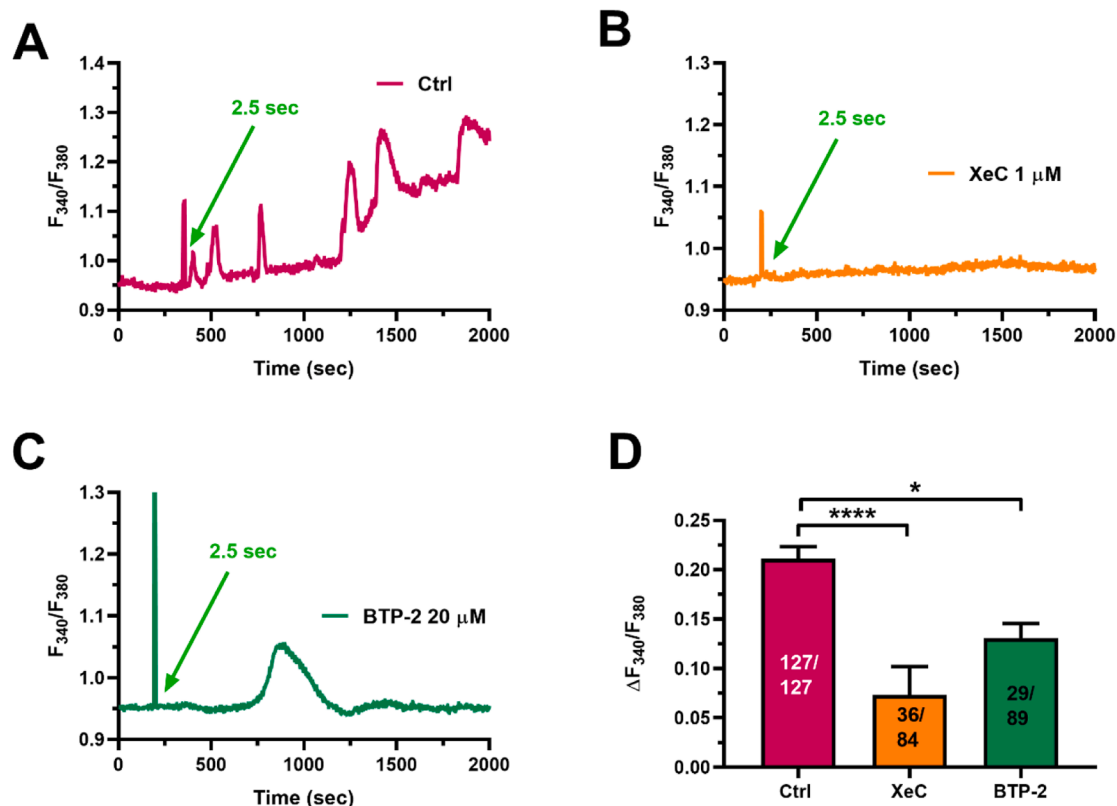 A
F340/F380
1.4
1.3
1.2
1.1
1.0
0.9
0
500
1000
1500
2000
Time (sec)
2.5 sec
Ctrl
B
F340/F380
1.3
1.2
1.1
1.0
0.9
0
500
1000
1500
2000
Time (sec)
2.5 sec
XeC 1 μM
C
F340/F380
1.3
1.2
1.1
1.0
0.9
0
500
1000
1500
2000
Time (sec)
2.5 sec
BTP-2 20 μM
D
ΔF340/F380
0.25
0.20
0.15
0.10
0.05
0.00
*
****
127/
127
36/
84
29/
89
Ctrl
XeC
BTP-2